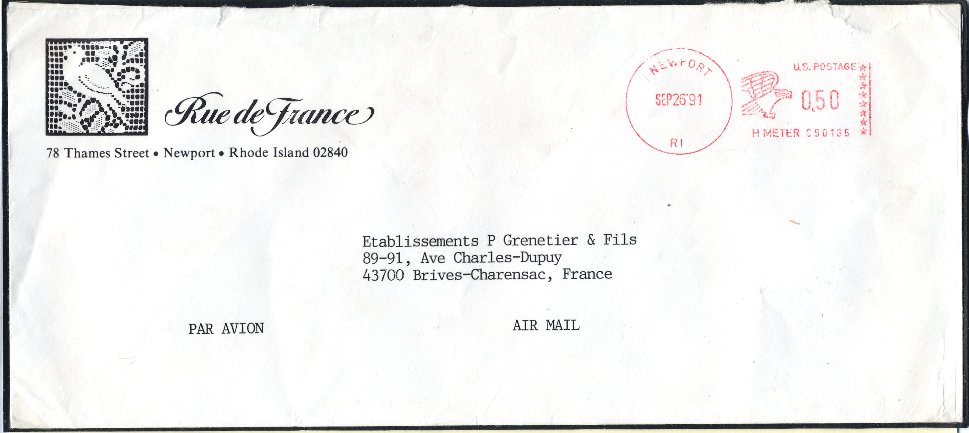 Rue de France
78 Thames Street • Newport • Rhode Island 02840
NEWPORT
SEP26'91
RI
U.S. POSTAGE
0.50
H METER
Etablissements P Grenetier & Fils
89-91, Ave Charles-Dupuy
43700 Brives-Charensac, France
PAR AVION
AIR MAIL